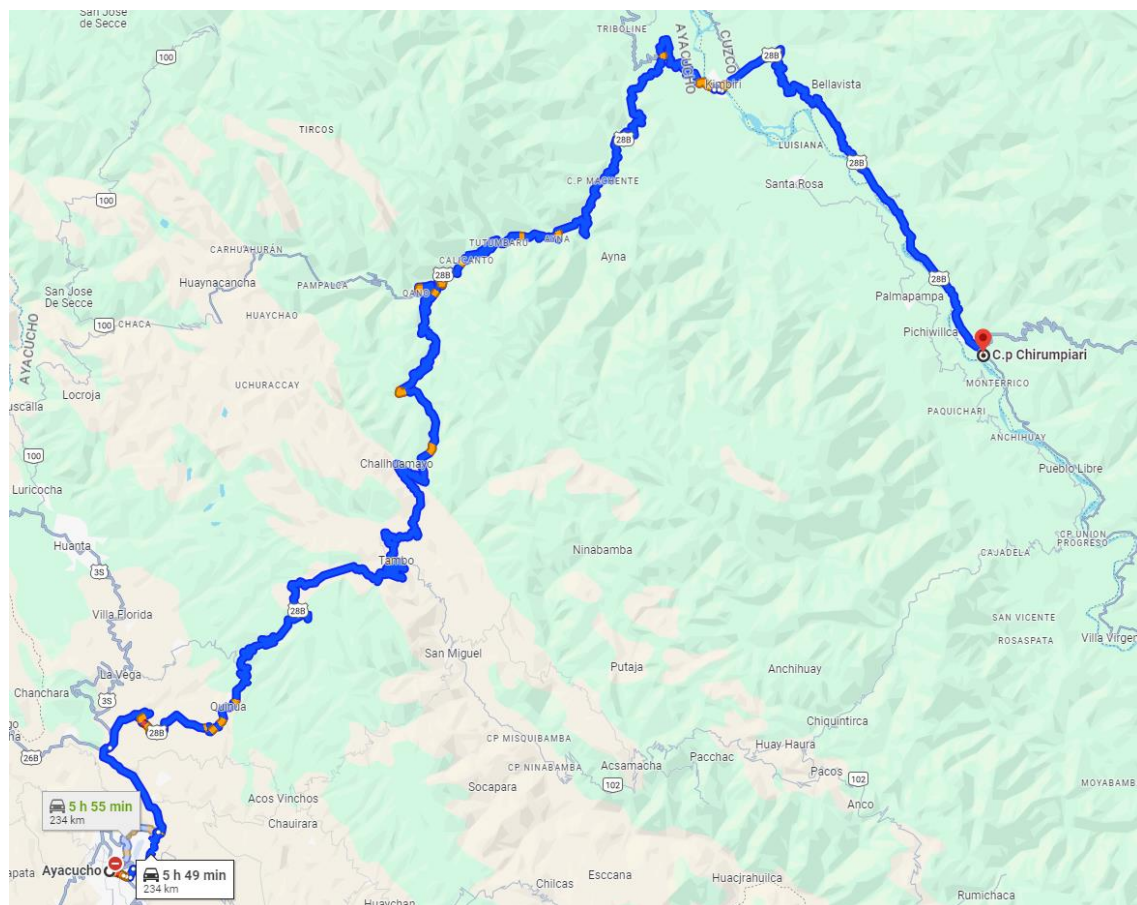 San José
de Secce
100
TRIBOLINE
AYACUCHO
CUZCO
28B
Kimbiri
Bellavista
TIRCOS
28B
LUISIANA
28B
C.P MACHENTE
Santa Rosa
100
TUTUMBARU
AYNA
CARHUAHURÁN
CALICANTO
Ayna
28B
28B
Huaynacancha
PAMPALCA
San Jose
De Secce
Palmapampa
HUAYCHAO
100
CHACA
Pichiwillca
AYACUCHO
C.p Chirumpiari
UCHURACCAY
MONTERRICO
Locroja
PAQUICHARI
ANCHIHUAY
100
Challhuamayo
Pueblo Libre
Luricocha
CP UNION
PROGRESO
Huanta
Ninabamba
CAJADELA
Tambo
3S
28B
Villa Florida
SAN VICENTE
ROSASPATA
Villa Virgen
San Miguel
La Vega
Putaja
Anchihuay
Chanchara
3S
Quinua
Chiquintirca
28B
CP MISQUIBAMBA
Huay Haura
26B
Acsamacha
Pacchac
CP NINABAMBA
Pacos
102
MOYABAMBA
Socapara
102
Acos Vinchos
Anco
5 h 55 min
234 km
Chauirara
Ayacucho
5 h 49 min
234 km
Esccana
Huacjrahuilca
Chilcas
Rumichaca
Huaychan